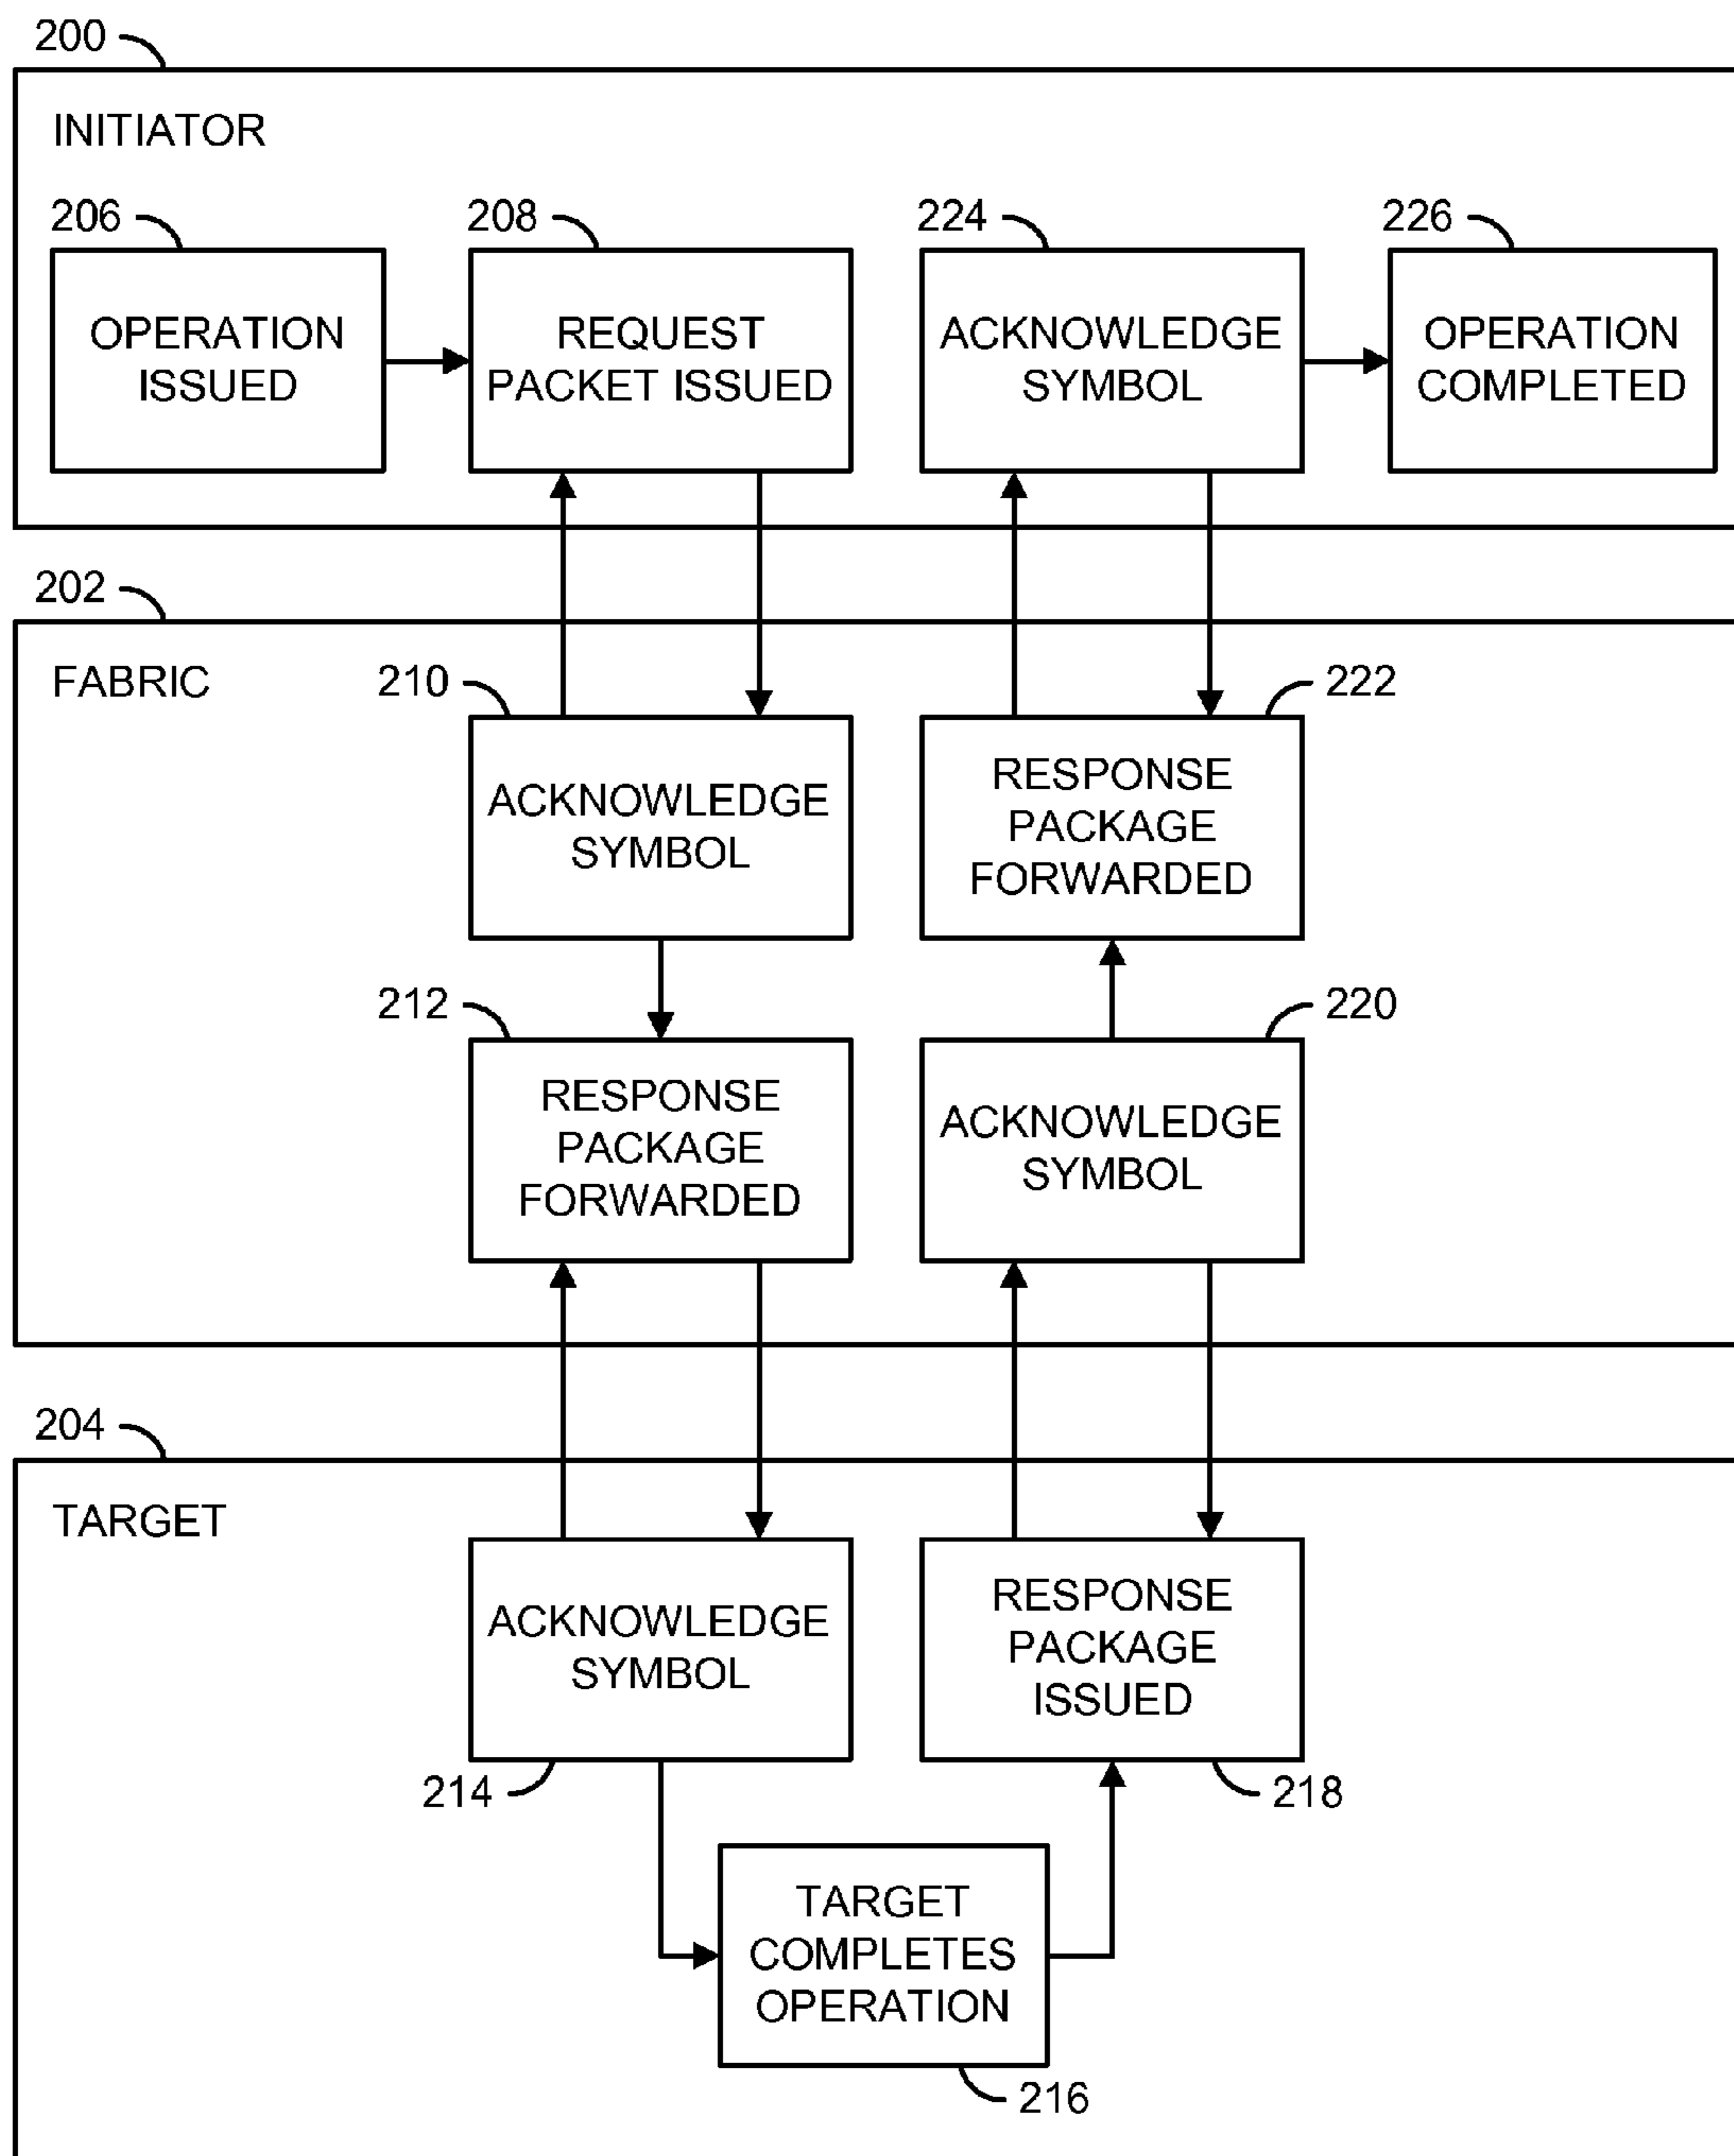 200
INITIATOR
206
208
224
226
OPERATION
ISSUED
REQUEST
PACKET ISSUED
ACKNOWLEDGE
SYMBOL
OPERATION
COMPLETED
202
FABRIC
210
222
ACKNOWLEDGE
SYMBOL
RESPONSE
PACKAGE
FORWARDED
212
220
RESPONSE
PACKAGE
FORWARDED
ACKNOWLEDGE
SYMBOL
204
TARGET
ACKNOWLEDGE
SYMBOL
RESPONSE
PACKAGE
ISSUED
214
218
TARGET
COMPLETES
OPERATION
216